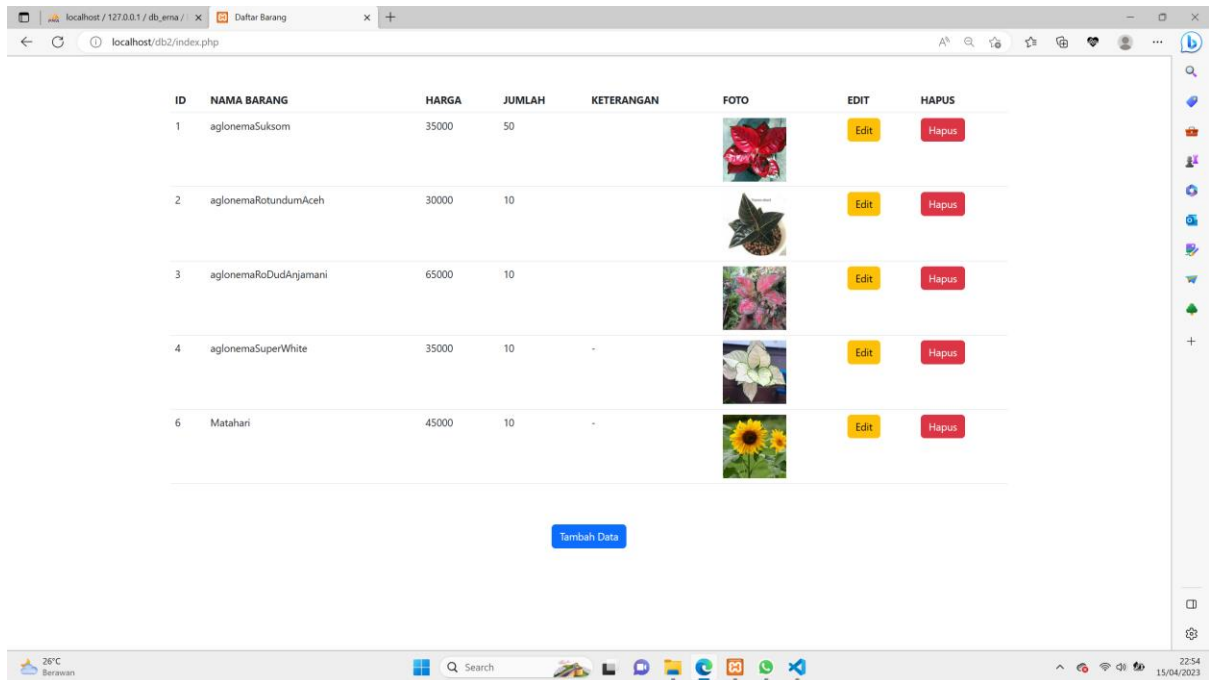 localhost / 127.0.0.1 / db_erna /
Daftar Barang
localhost/db2/index.php
ID NAMA BARANG HARGA JUMLAH KETERANGAN FOTO EDIT HAPUS
1 aglonemaSuksom 35000 50 Edit Hapus
2 aglonemaRotundumAceh 30000 10 Edit Hapus
3 aglonemaRoDudAnjamani 65000 10 Edit Hapus
4 aglonemaSuperWhite 35000 10 - Edit Hapus
6 Matahari 45000 10 - Edit Hapus
Tambah Data
26°C
Berawan
Search
22:54
15/04/2023